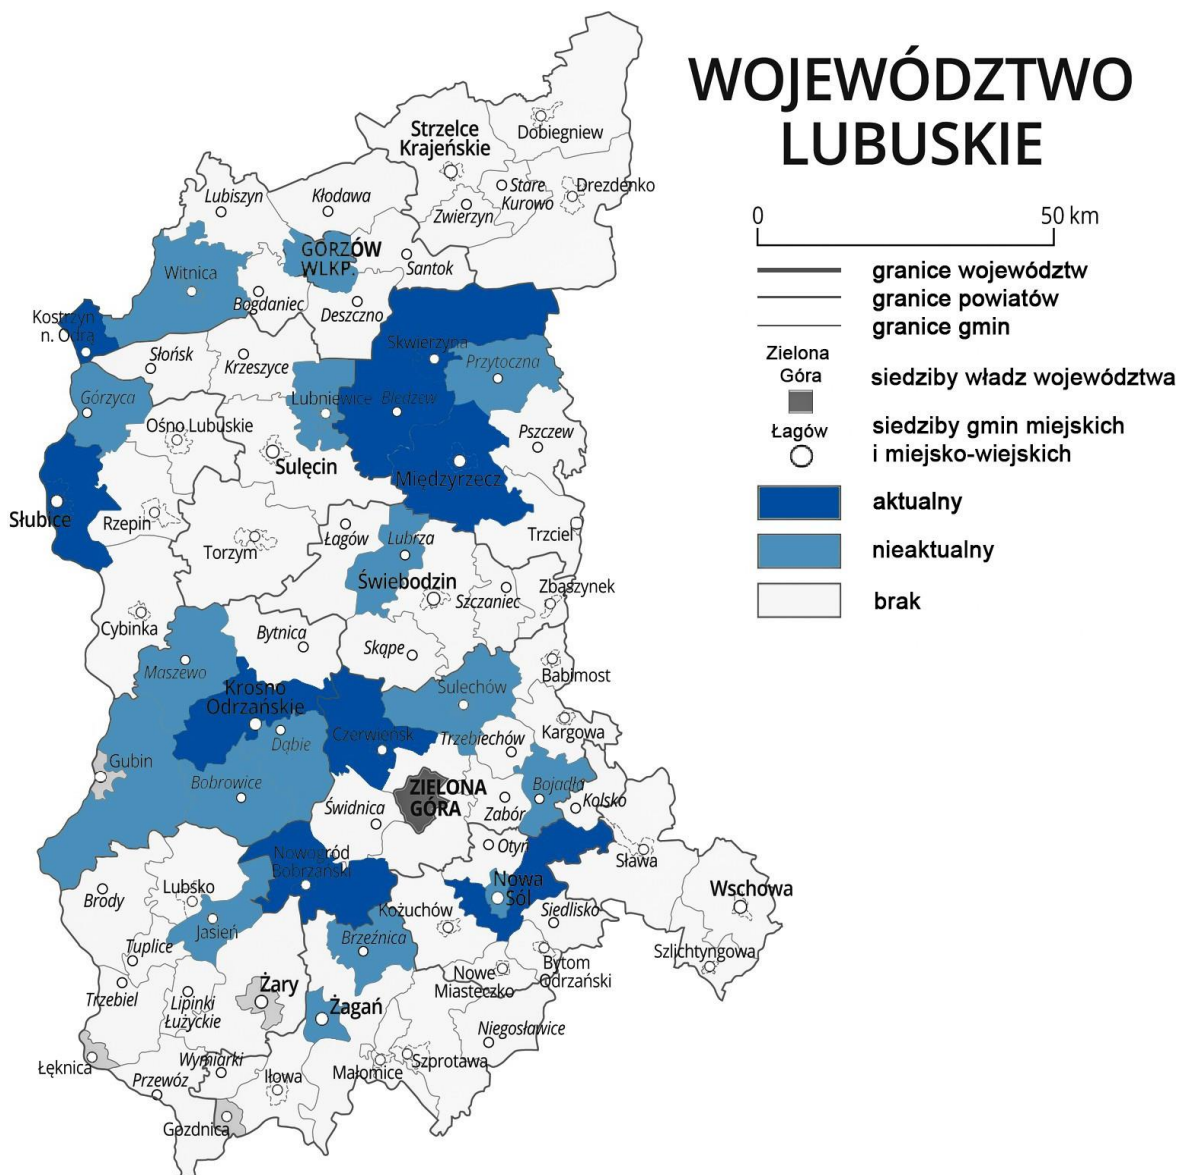 WOJEWÓDZTWO
LUBUSKIE
0
50 km
granice województw
granice powiatów
granice gmin
Zielona
Góra
siedziby władz województwa
Łagów
siedziby gmin miejskich
i miejsko-wiejskich
aktualny
nieaktualny
brak
Dobiegniew
Strzelce
Krajeńskie
Stare
Kurowo
Drezdenko
Zwierzyn
Lubiszyn
Kłodawa
GORZÓW
WLKP.
Santok
Witnica
Bogdaniec
Deszczno
Kostrzyn
n. Odrą
Słońsk
Krzeszyce
Skwierzyna
Przytoczna
Górzyca
Lubniewice
Bledzew
Ośno Lubuskie
Pszczew
Sulęcin
Międzyrzecz
Słubice
Rzepin
Torzym
Łagów
Lubrza
Trzciel
Świebodzin
Szczaniec
Zbąszynek
Cybinka
Bytnica
Skąpe
Maszewo
Babimost
Krosno
Odrzańskie
Sulechów
Dąbie
Czerwieńsk
Trzebiechów
Kargowa
Gubin
Bobrowice
ZIELONA
GÓRA
Bojadła
Świdnica
Zabór
Kolsko
Otyń
Sława
Nowogród
Bobrzański
Nowa
Sól
Wschowa
Brody
Lubsko
Kożuchów
Siedlisko
Jasień
Brzeźnica
Tuplice
Szlichtyngowa
Nowe
Miasteczko
Bytom
Odrzański
Trzebiel
Lipinki
Łużyckie
Żary
Żagań
Niegosławice
Łęknica
Wymiarki
Przewóz
Iłowa
Małomice
Szprotawa
Gozdnica